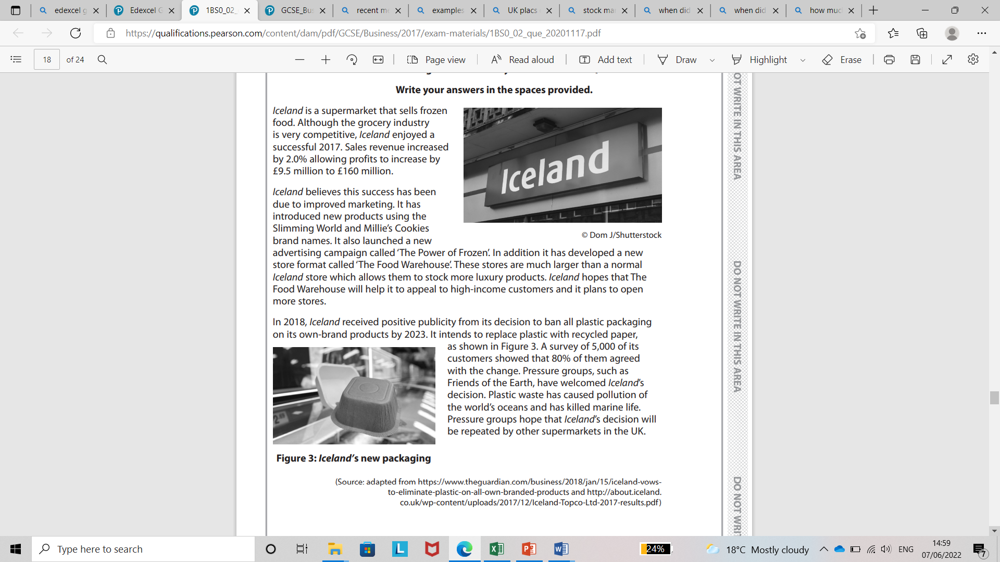 edexcel g
Edexcel G
1BS0_02_
GCSE_Bus
recent me
examples
UK placs
stock mar
when did
when did
how muc
https://qualifications.pearson.com/content/dam/pdf/GCSE/Business/2017/exam-materials/1BS0_02_que_20201117.pdf
18 of 24
Page view
Read aloud
Add text
Draw
Highlight
Erase
Write your answers in the spaces provided.
Iceland is a supermarket that sells frozen
food. Although the grocery industry
is very competitive, Iceland enjoyed a
successful 2017. Sales revenue increased
by 2.0% allowing profits to increase by
£9.5 million to £160 million.
Iceland
© Dom J/Shutterstock
Iceland believes this success has been
due to improved marketing. It has
introduced new products using the
Slimming World and Millie's Cookies
brand names. It also launched a new
advertising campaign called ‘The Power of Frozen’. In addition it has developed a new
store format called ‘The Food Warehouse’. These stores are much larger than a normal
Iceland store which allows them to stock more luxury products. Iceland hopes that The
Food Warehouse will help it to appeal to high-income customers and it plans to open
more stores.
In 2018, Iceland received positive publicity from its decision to ban all plastic packaging
on its own-brand products by 2023. It intends to replace plastic with recycled paper,
as shown in Figure 3. A survey of 5,000 of its
customers showed that 80% of them agreed
with the change. Pressure groups, such as
Friends of the Earth, have welcomed Iceland's
decision. Plastic waste has caused pollution of
the world's oceans and has killed marine life.
Pressure groups hope that Iceland's decision will
be repeated by other supermarkets in the UK.
Figure 3: Iceland's new packaging
(Source: adapted from https://www.theguardian.com/business/2018/jan/15/iceland-vows-
to-eliminate-plastic-on-all-own-branded-products and http://about.iceland.
co.uk/wp-content/uploads/2017/12/Iceland-Topco-Ltd-2017-results.pdf)
OT WRITE IN THIS AREA
DO NOT WRITE IN THIS AREA
DO NOT WRIT
Type here to search
24%
18°C Mostly cloudy
ENG
14:59
07/06/2022
7